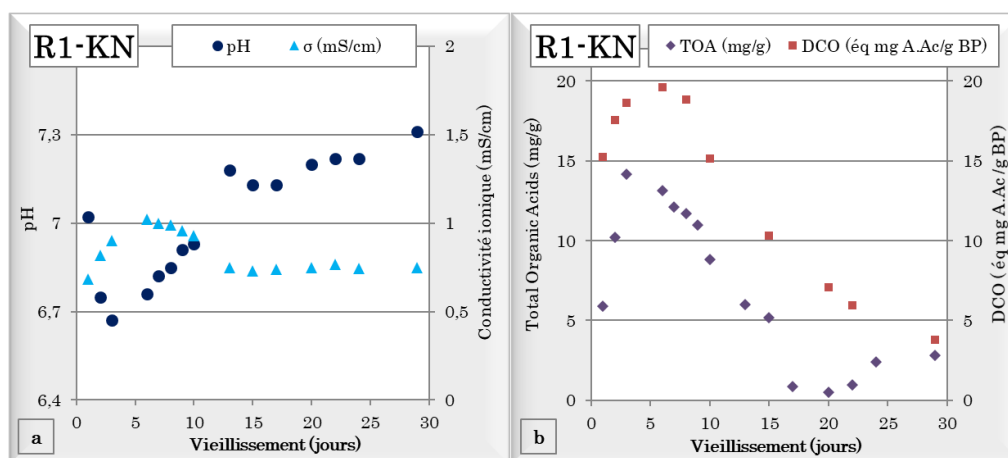 R1-KN
pH σ (mS/cm)
2
7,3
1,5
7
1
6,7
0,5
6,4
0
0 5 10 15 20 25 30
pH
Conductivité ionique (mS/cm)
Vieillissement (jours)
a
R1-KN
TOA (mg/g) DCO (éq mg A.Ac/g BP)
20
20
15
15
10
10
5
5
0
0
0 5 10 15 20 25 30
Total Organic Acids (mg/g)
DCO (éq mg A.Ac/g BP)
Vieillissement (jours)
b